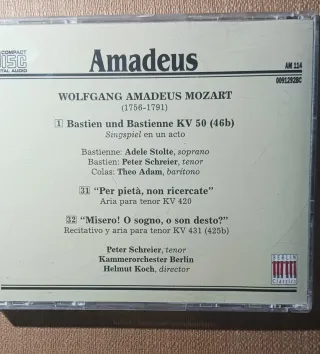 COMPACT
DISC
DIGITAL AUDIO
Amadeus
AM 114
0091292BC
WOLFGANG AMADEUS MOZART
(1756-1791)
1 Bastien und Bastienne KV 50 (46b)
Singspiel en un acto
Bastienne: Adele Stolte, soprano
Bastien: Peter Schreier, tenor
Colas: Theo Adam, barítono
31 "Per pietà, non ricercate"
Aria para tenor KV 420
32 "Misero! O sogno, o son desto?"
Recitativo y aria para tenor KV 431 (425b)
Peter Schreier, tenor
Kammerorchester Berlin
Helmut Koch, director
BERLIN
Classics